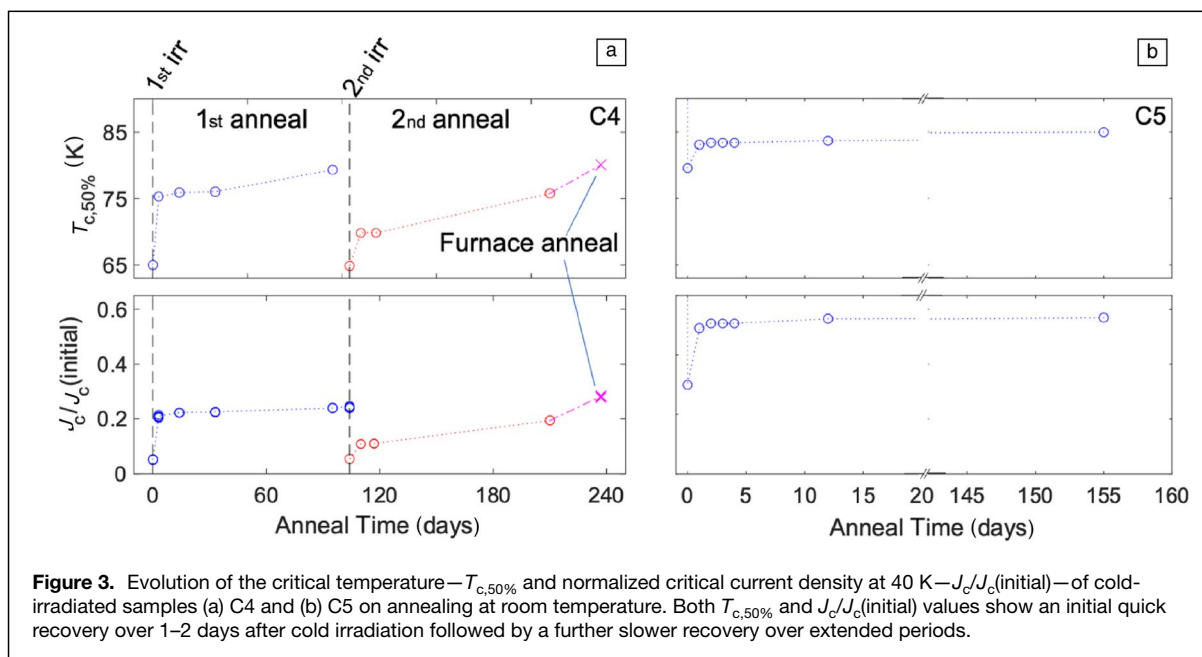 1st irr
2nd irr
a
b
1st anneal
2nd anneal
C4
C5
85
75
65
Tc,50% (K)
Furnace anneal
0.6
0.4
0.2
0
Jc/Jc(initial)
0 60 120 180 240
Anneal Time (days)
0 5 10 15 20 145 150 155 160
Anneal Time (days)
Figure 3. Evolution of the critical temperature—Tc,50% and normalized critical current density at 40 K—Jc/Jc(initial)—of cold-
irradiated samples (a) C4 and (b) C5 on annealing at room temperature. Both Tc,50% and Jc/Jc(initial) values show an initial quick
recovery over 1–2 days after cold irradiation followed by a further slower recovery over extended periods.